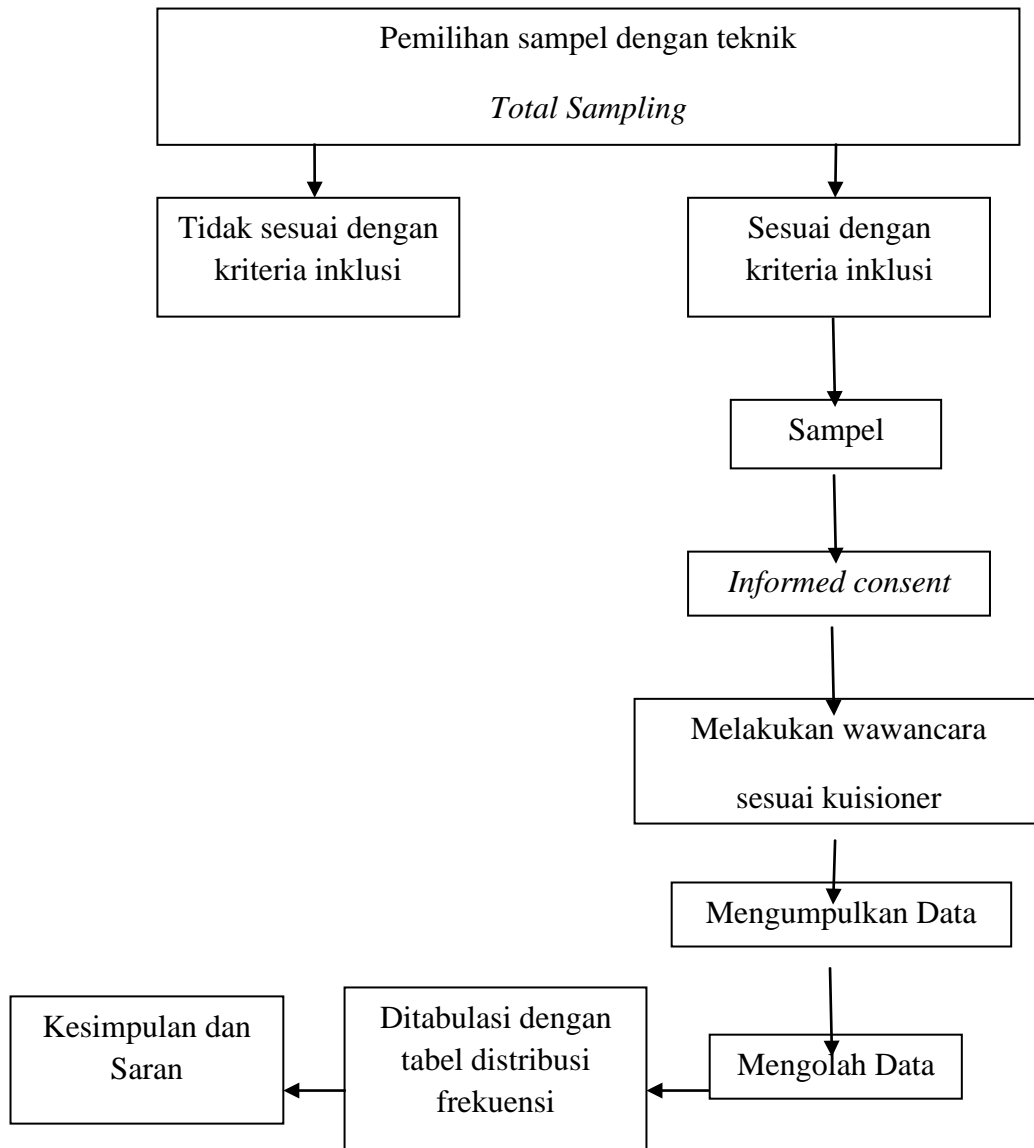 Pemilihan sampel dengan teknik
Total Sampling
Tidak sesuai dengan
kriteria inklusi
Sesuai dengan
kriteria inklusi
Sampel
Informed consent
Melakukan wawancara
sesuai kuisioner
Mengumpulkan Data
Mengolah Data
Ditabulasi dengan
tabel distribusi
frekuensi
Kesimpulan dan
Saran